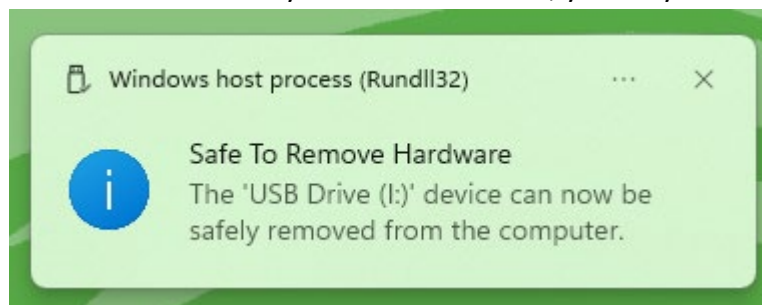 Windows host process (Rundll32)
Safe To Remove Hardware
The 'USB Drive (I:)' device can now be
safely removed from the computer.